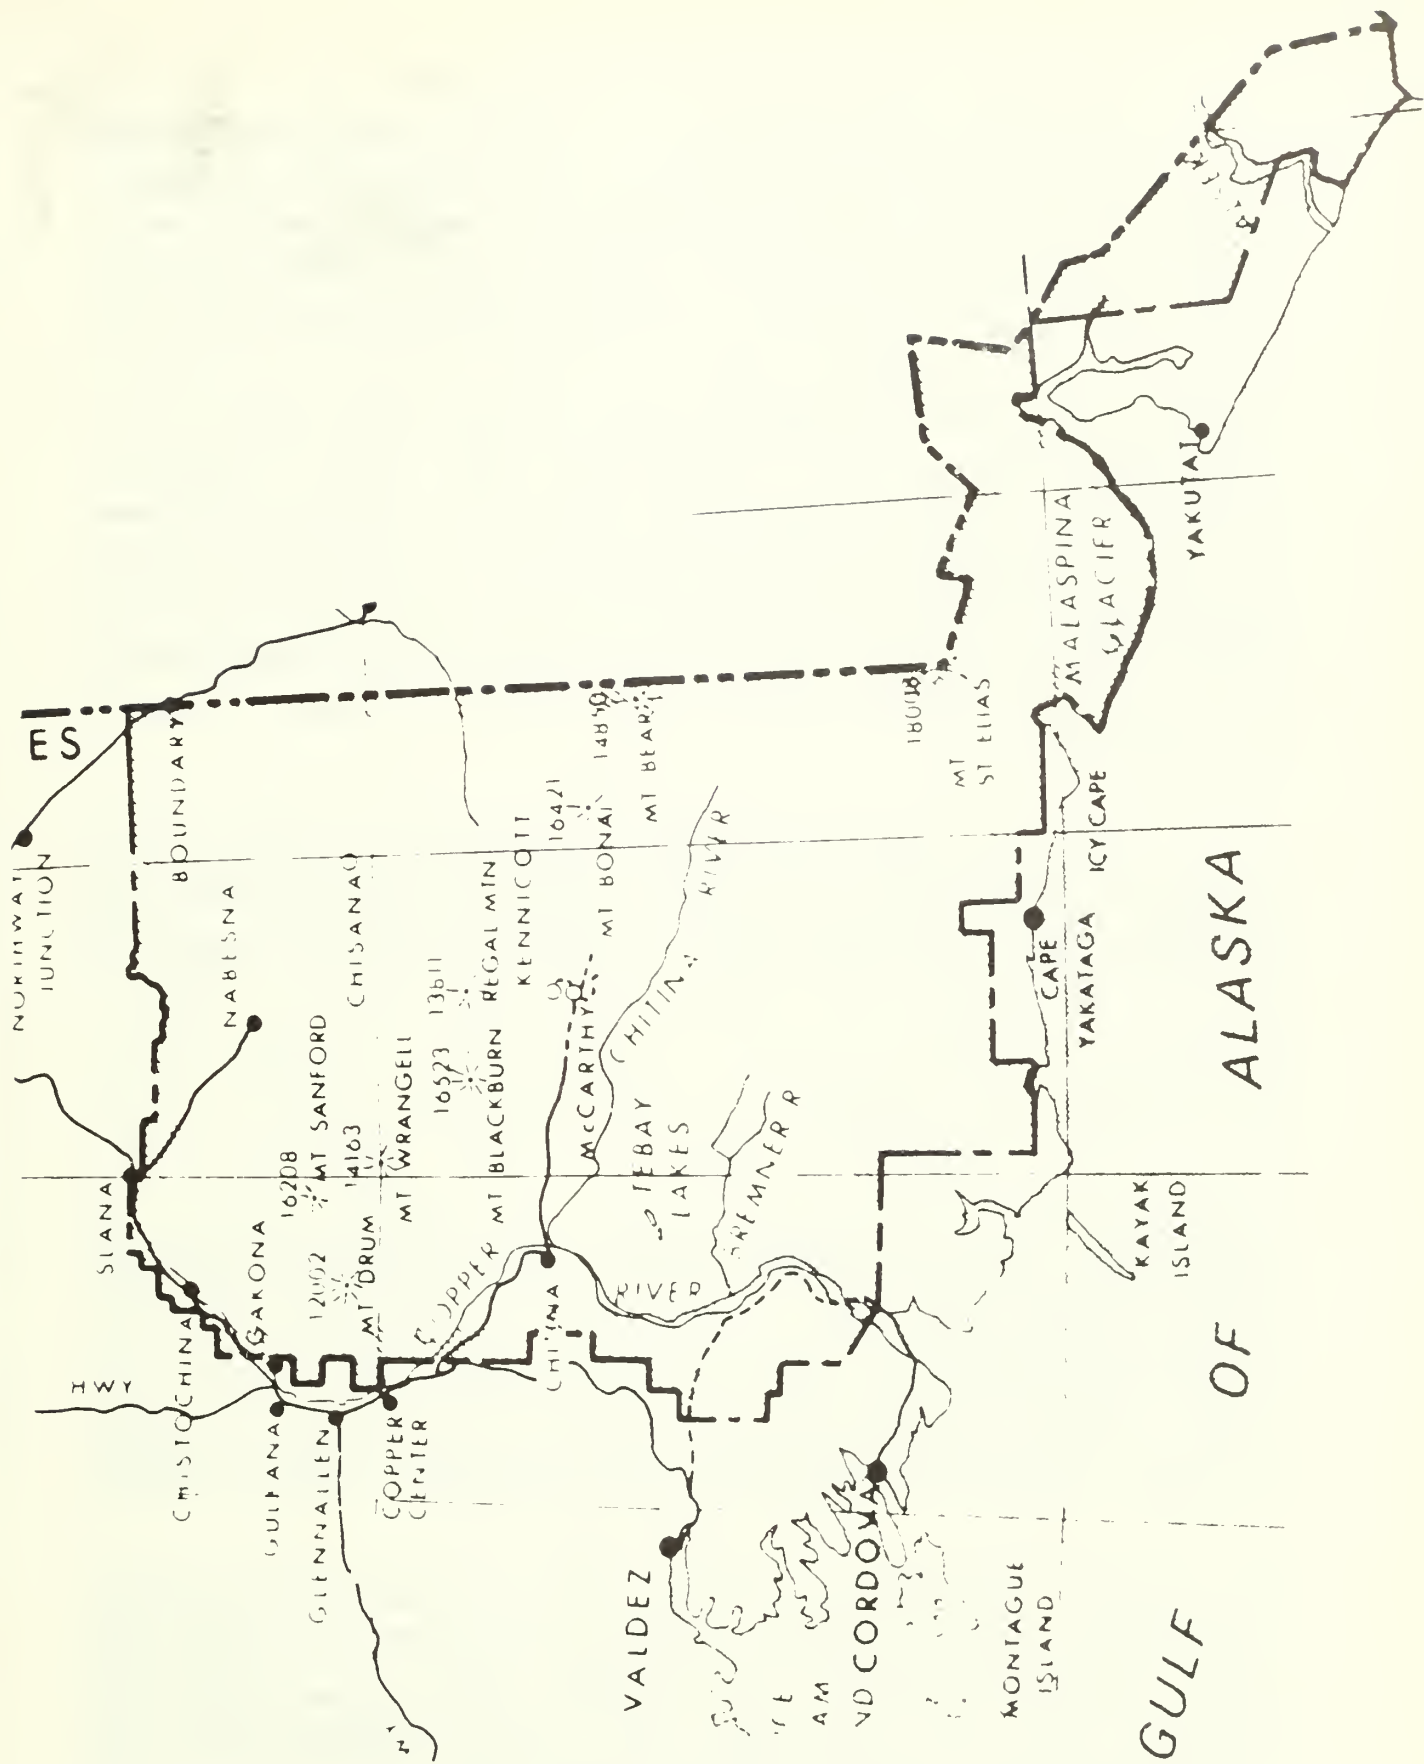 ES
NORTHWAY
JUNCTION
BOUNDARY
NABESNA
CHISANA
SLANA
CHISTOCHINA
GAKONA
HWY
GULKANA
GLENNALLEN
COPPER
CENTER
16208
MT SANFORD
12002
MT DRUM
14163
MT WRANGELL
16523
MT BLACKBURN
REGAL MTN
KENNICOTT
16421
MT BONA
MT BEAR
McCARTHY
CHITINA
RIVER
COPPER
RIVER
CHITINA
TEBAY
LAKES
BREMNER R
18008
MT
ST ELIAS
MALASPINA
GLACIER
YAKUTAT
ICY CAPE
CAPE
YAKATAGA
KAYAK
ISLAND
VALDEZ
CORDOVA
AM
ND
MONTAGUE
ISLAND
GULF
OF
ALASKA